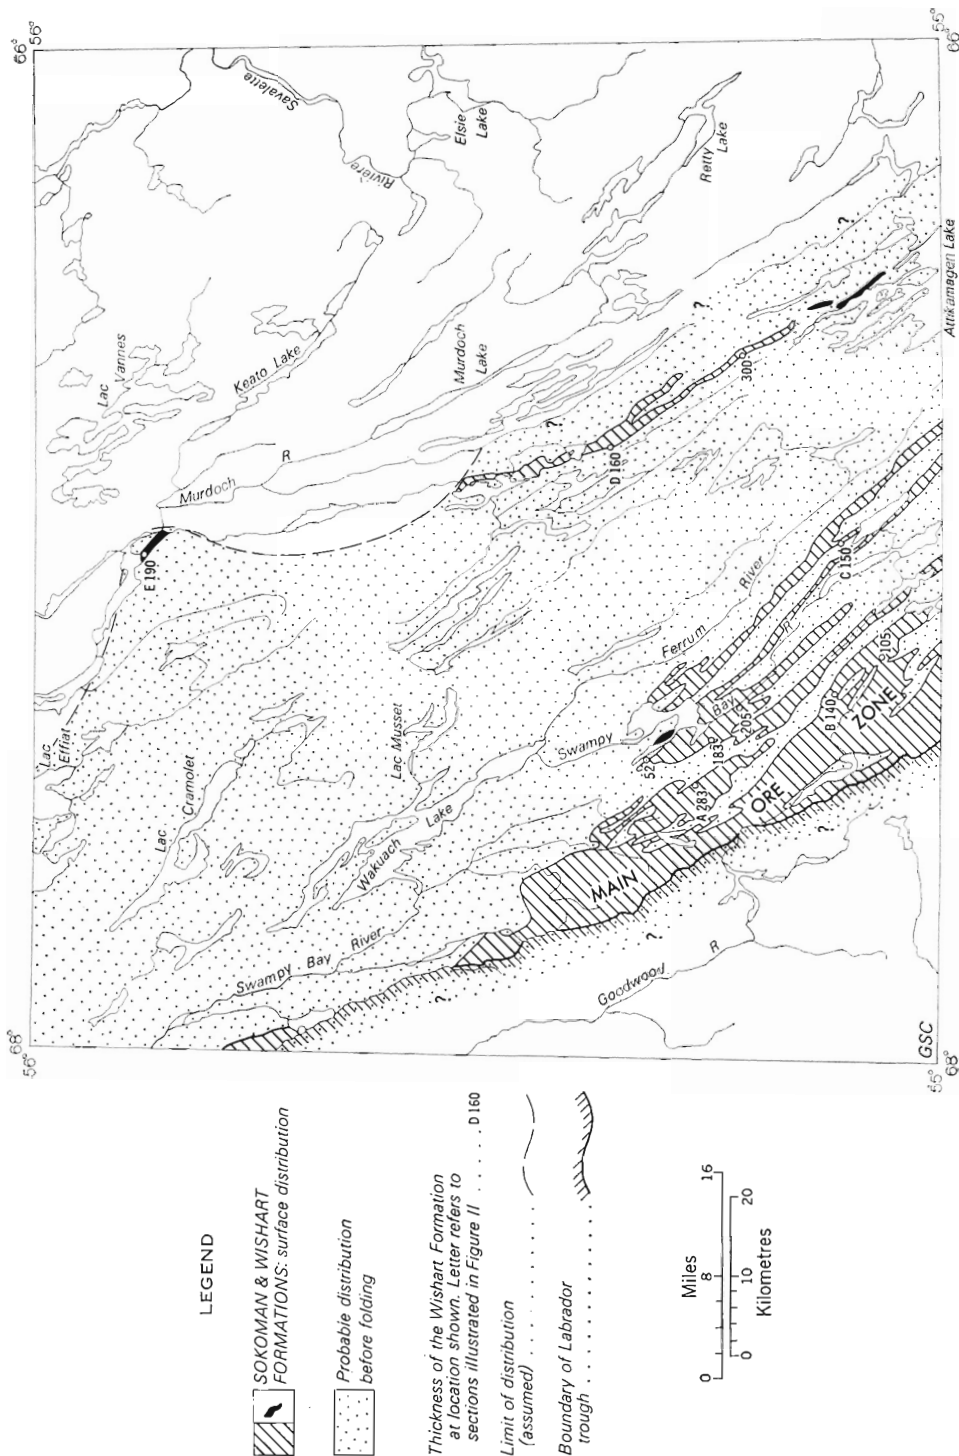 68°
56°
66°
56°
Lac
Effiat
Lac
Vannes
E 190
Murdoch
R
Keato Lake
Rivière
Savalette
Elsie
Lake
Lac
Cramolet
Murdoch
Lake
Lac Musset
Wakuach
Lake
Swampy
Bay
River
?
?
D 160
Retty
Lake
?
300
?
Swampy
Bay
R
Ferrum
River
52
183
205
A 283
MAIN
ORE
ZONE
B 140
105
C 150
?
?
Goodwood
R
GSC
Attikamagen Lake
55°
68°
55°
66°
LEGEND
SOKOMAN & WISHART
FORMATIONS: surface distribution
Probable distribution
before folding
Thickness of the Wishart Formation
at location shown. Letter refers to
sections illustrated in Figure 11 . . . . . . D160
Limit of distribution
(assumed) . . . . . . . . . . . .
Boundary of Labrador
trough . . . . . . . . . . . . . .
Miles
0 8 16
0 10 20
Kilometres